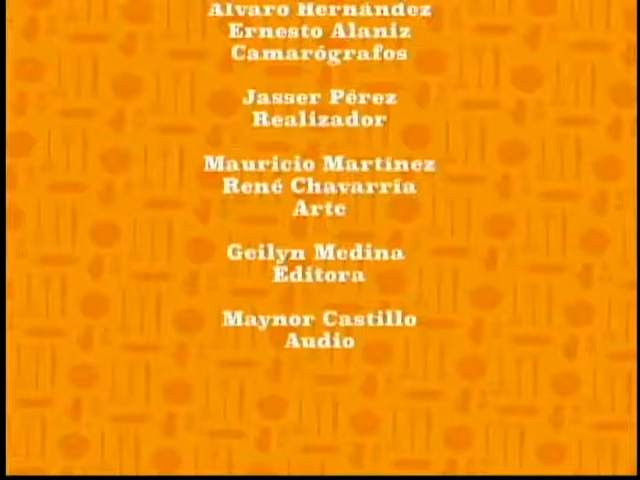 Alvaro Hernández
Ernesto Alaniz
Camarógrafos
Jasser Pérez
Realizador
Mauricio Martínez
René Chavarría
Arte
Geilyn Medina
Editora
Maynor Castillo
Audio